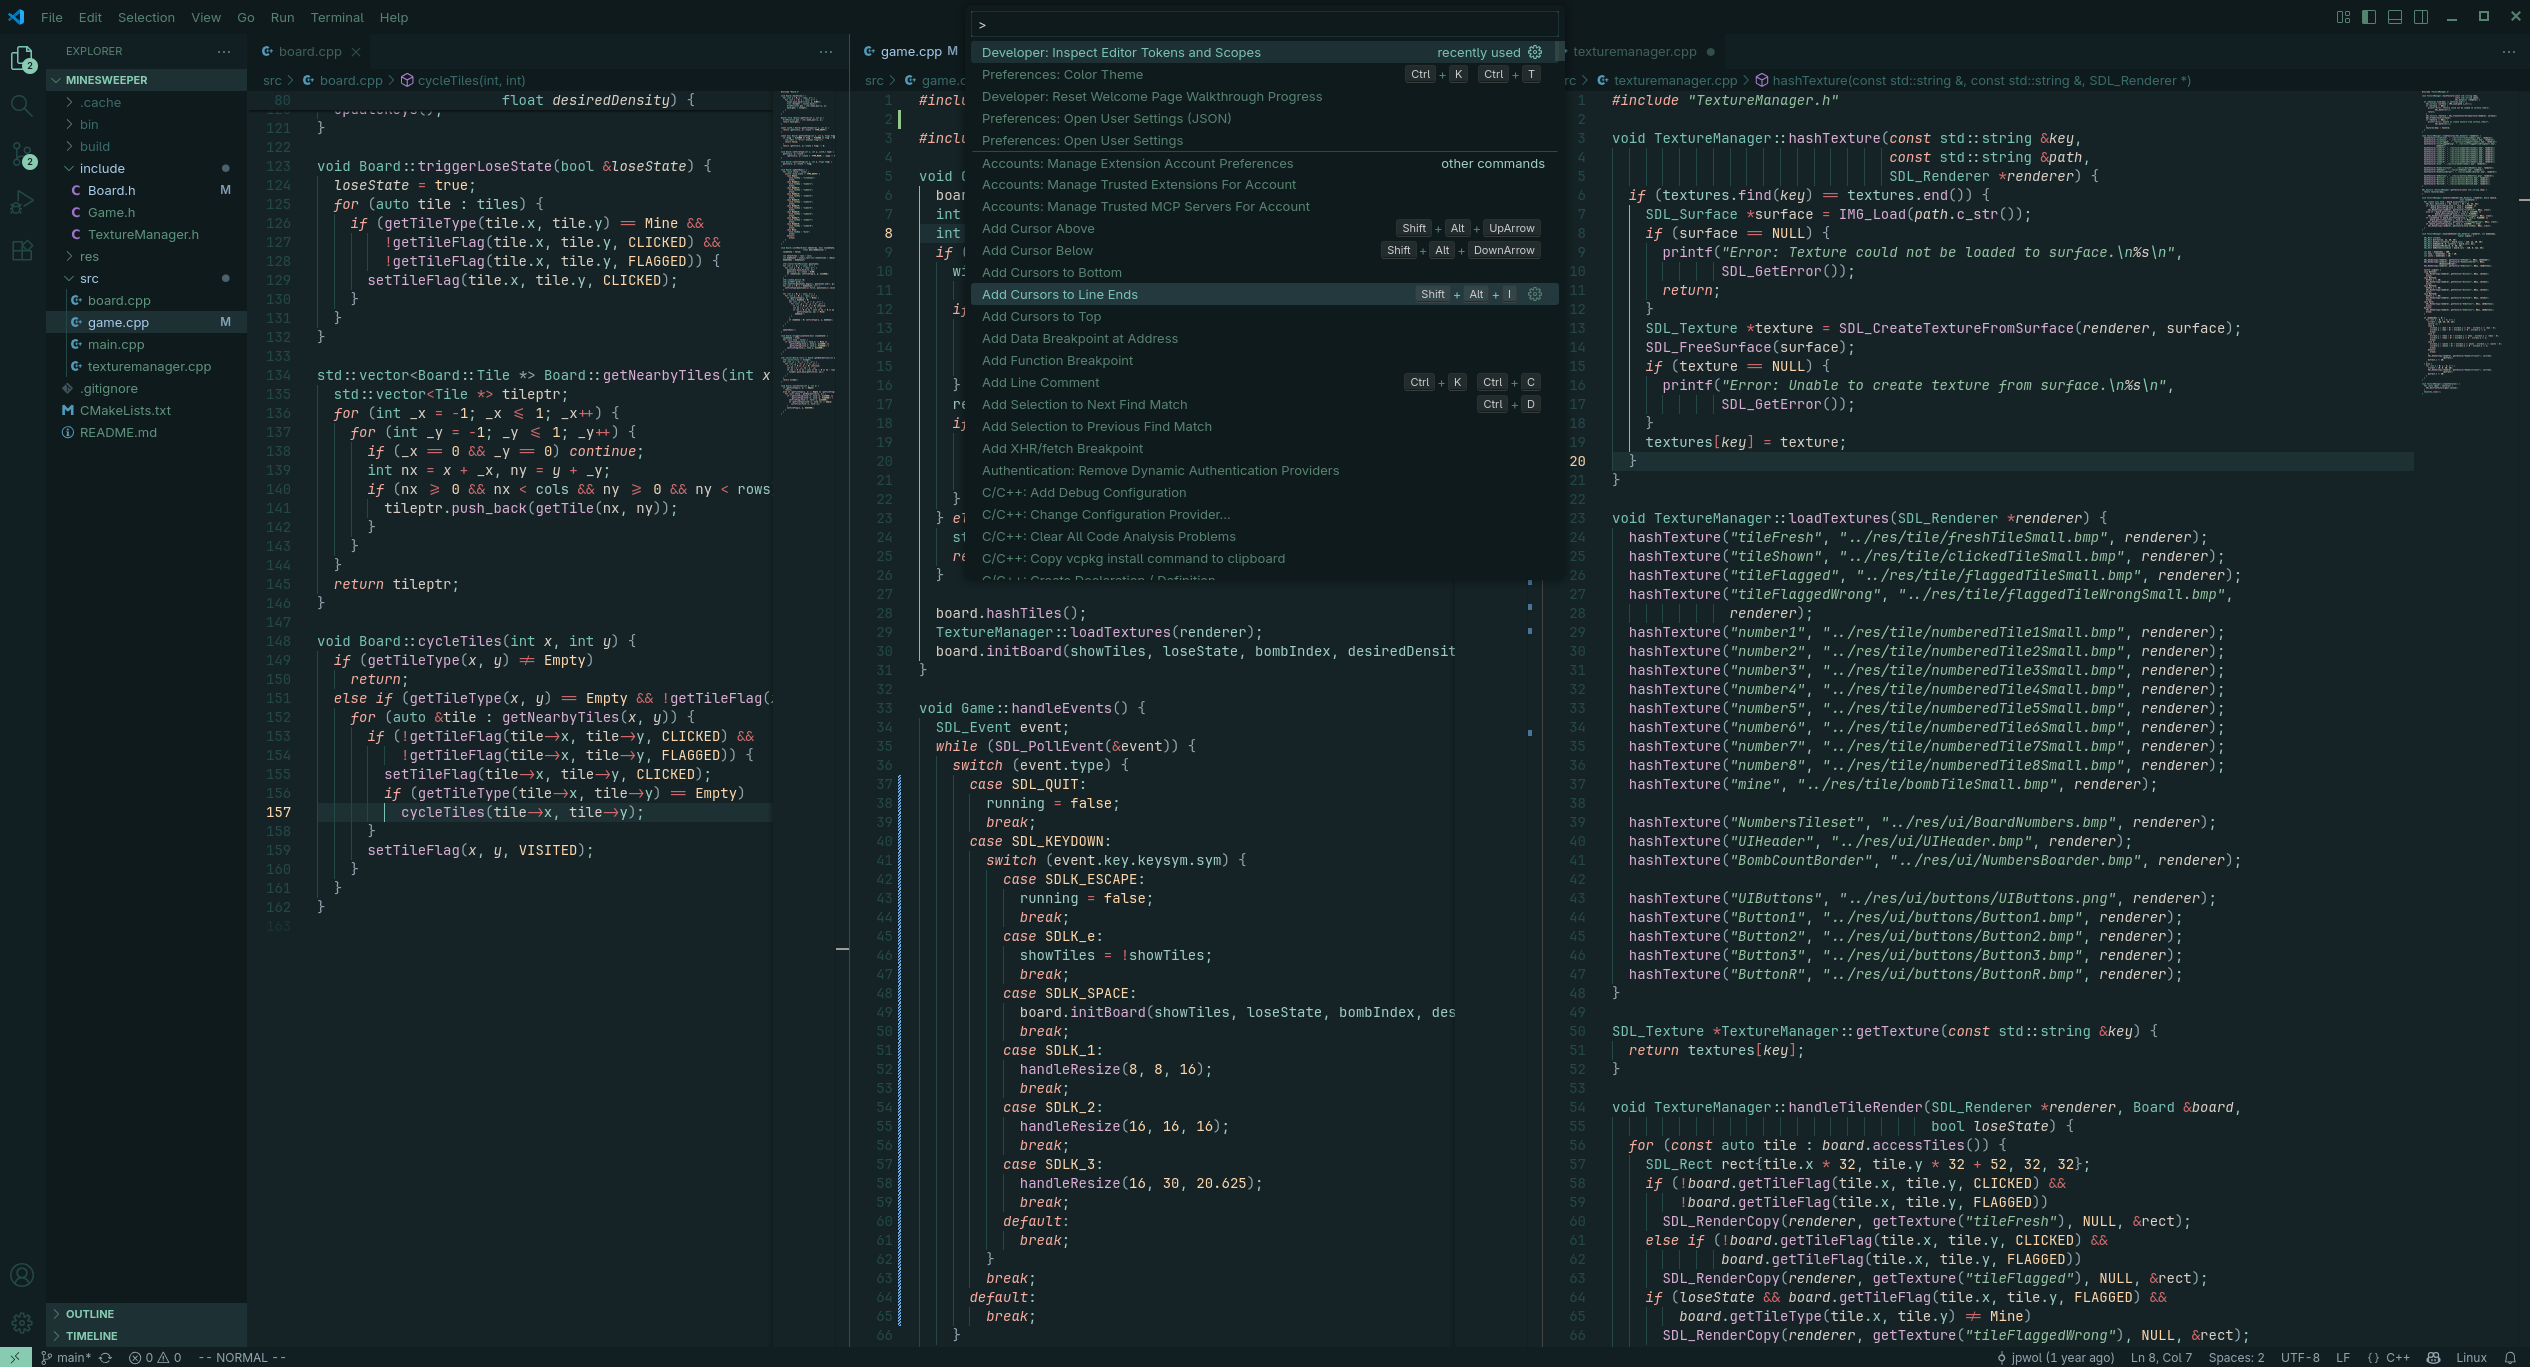 File Edit Selection View Go Run Terminal Help
>
EXPLORER
MINESWEEPER
.cache
bin
build
include
Board.h M
Game.h
TextureManager.h
res
src
board.cpp
game.cpp M
main.cpp
texturemanager.cpp
.gitignore
CMakeLists.txt
README.md
OUTLINE
TIMELINE
2
2
board.cpp
src > board.cpp > cycleTiles(int, int)
80 float desiredDensity) {
121 }
122
123 void Board::triggerLoseState(bool &loseState) {
124 loseState = true;
125 for (auto tile : tiles) {
126 if (getTileType(tile.x, tile.y) == Mine &&
127 !getTileFlag(tile.x, tile.y, CLICKED) &&
128 !getTileFlag(tile.x, tile.y, FLAGGED)) {
129 setTileFlag(tile.x, tile.y, CLICKED);
130 }
131 }
132 }
133
134 std::vector<Board::Tile *> Board::getNearbyTiles(int x
135 std::vector<Tile *> tileptr;
136 for (int _x = -1; _x <= 1; _x++) {
137 for (int _y = -1; _y <= 1; _y++) {
138 if (_x == 0 && _y == 0) continue;
139 int nx = x + _x, ny = y + _y;
140 if (nx >= 0 && nx < cols && ny >= 0 && ny < rows
141 tileptr.push_back(getTile(nx, ny));
142 }
143 }
144 }
145 return tileptr;
146 }
147
148 void Board::cycleTiles(int x, int y) {
149 if (getTileType(x, y) != Empty)
150 return;
151 else if (getTileType(x, y) == Empty && !getTileFlag(
152 for (auto &tile : getNearbyTiles(x, y)) {
153 if (!getTileFlag(tile->x, tile->y, CLICKED) &&
154 !getTileFlag(tile->x, tile->y, FLAGGED)) {
155 setTileFlag(tile->x, tile->y, CLICKED);
156 if (getTileType(tile->x, tile->y) == Empty)
157 cycleTiles(tile->x, tile->y);
158 }
159 setTileFlag(x, y, VISITED);
160 }
161 }
162 }
163
game.cpp M
src > game.c
1 #inclu
2
3 #inclu
4
5 void G
6 boar
7 int
8 int
9 if (
10 wi
11
12 if
13
14
15
16 }
17 re
18 if
19
20
21
22 }
23 } el
24 st
25 re
26 }
27
28 board.hashTiles();
29 TextureManager::loadTextures(renderer);
30 board.initBoard(showTiles, loseState, bombIndex, desiredDensit
31 }
32
33 void Game::handleEvents() {
34 SDL_Event event;
35 while (SDL_PollEvent(&event)) {
36 switch (event.type) {
37 case SDL_QUIT:
38 running = false;
39 break;
40 case SDL_KEYDOWN:
41 switch (event.key.keysym.sym) {
42 case SDLK_ESCAPE:
43 running = false;
44 break;
45 case SDLK_e:
46 showTiles = !showTiles;
47 break;
48 case SDLK_SPACE:
49 board.initBoard(showTiles, loseState, bombIndex, des
50 break;
51 case SDLK_1:
52 handleResize(8, 8, 16);
53 break;
54 case SDLK_2:
55 handleResize(16, 16, 16);
56 break;
57 case SDLK_3:
58 handleResize(16, 30, 20.625);
59 break;
60 default:
61 break;
62 }
63 break;
64 default:
65 break;
66 }
Developer: Inspect Editor Tokens and Scopes recently used
Preferences: Color Theme Ctrl + K Ctrl + T
Developer: Reset Welcome Page Walkthrough Progress
Preferences: Open User Settings (JSON)
Preferences: Open User Settings
Accounts: Manage Extension Account Preferences other commands
Accounts: Manage Trusted Extensions For Account
Accounts: Manage Trusted MCP Servers For Account
Add Cursor Above Shift + Alt + UpArrow
Add Cursor Below Shift + Alt + DownArrow
Add Cursors to Bottom
Add Cursors to Line Ends Shift + Alt + I
Add Cursors to Top
Add Data Breakpoint at Address
Add Function Breakpoint
Add Line Comment Ctrl + K Ctrl + C
Add Selection to Next Find Match Ctrl + D
Add Selection to Previous Find Match
Add XHR/fetch Breakpoint
Authentication: Remove Dynamic Authentication Providers
C/C++: Add Debug Configuration
C/C++: Change Configuration Provider...
C/C++: Clear All Code Analysis Problems
C/C++: Copy vcpkg install command to clipboard
C/C++: Create Declaration / Definition
texturemanager.cpp
rc > texturemanager.cpp > hashTexture(const std::string &, const std::string &, SDL_Renderer *)
1 #include "TextureManager.h"
2
3 void TextureManager::hashTexture(const std::string &key,
4 const std::string &path,
5 SDL_Renderer *renderer) {
6 if (textures.find(key) == textures.end()) {
7 SDL_Surface *surface = IMG_Load(path.c_str());
8 if (surface == NULL) {
9 printf("Error: Texture could not be loaded to surface.\n%s\n",
10 SDL_GetError());
11 return;
12 }
13 SDL_Texture *texture = SDL_CreateTextureFromSurface(renderer, surface);
14 SDL_FreeSurface(surface);
15 if (texture == NULL) {
16 printf("Error: Unable to create texture from surface.\n%s\n",
17 SDL_GetError());
18 }
19 textures[key] = texture;
20 }
21 }
22
23 void TextureManager::loadTextures(SDL_Renderer *renderer) {
24 hashTexture("tileFresh", "../res/tile/freshTileSmall.bmp", renderer);
25 hashTexture("tileShown", "../res/tile/clickedTileSmall.bmp", renderer);
26 hashTexture("tileFlagged", "../res/tile/flaggedTileSmall.bmp", renderer);
27 hashTexture("tileFlaggedWrong", "../res/tile/flaggedTileWrongSmall.bmp",
28 renderer);
29 hashTexture("number1", "../res/tile/numberedTile1Small.bmp", renderer);
30 hashTexture("number2", "../res/tile/numberedTile2Small.bmp", renderer);
31 hashTexture("number3", "../res/tile/numberedTile3Small.bmp", renderer);
32 hashTexture("number4", "../res/tile/numberedTile4Small.bmp", renderer);
33 hashTexture("number5", "../res/tile/numberedTile5Small.bmp", renderer);
34 hashTexture("number6", "../res/tile/numberedTile6Small.bmp", renderer);
35 hashTexture("number7", "../res/tile/numberedTile7Small.bmp", renderer);
36 hashTexture("number8", "../res/tile/numberedTile8Small.bmp", renderer);
37 hashTexture("mine", "../res/tile/bombTileSmall.bmp", renderer);
38
39 hashTexture("NumbersTileset", "../res/ui/BoardNumbers.bmp", renderer);
40 hashTexture("UIHeader", "../res/ui/UIHeader.bmp", renderer);
41 hashTexture("BombCountBorder", "../res/ui/NumbersBoarder.bmp", renderer);
42
43 hashTexture("UIButtons", "../res/ui/buttons/UIButtons.png", renderer);
44 hashTexture("Button1", "../res/ui/buttons/Button1.bmp", renderer);
45 hashTexture("Button2", "../res/ui/buttons/Button2.bmp", renderer);
46 hashTexture("Button3", "../res/ui/buttons/Button3.bmp", renderer);
47 hashTexture("ButtonR", "../res/ui/buttons/ButtonR.bmp", renderer);
48 }
49
50 SDL_Texture *TextureManager::getTexture(const std::string &key) {
51 return textures[key];
52 }
53
54 void TextureManager::handleTileRender(SDL_Renderer *renderer, Board &board,
55 bool loseState) {
56 for (const auto tile : board.accessTiles()) {
57 SDL_Rect rect{tile.x * 32, tile.y * 32 + 52, 32, 32};
58 if (!board.getTileFlag(tile.x, tile.y, CLICKED) &&
59 !board.getTileFlag(tile.x, tile.y, FLAGGED))
60 SDL_RenderCopy(renderer, getTexture("tileFresh"), NULL, &rect);
61 else if (!board.getTileFlag(tile.x, tile.y, CLICKED) &&
62 board.getTileFlag(tile.x, tile.y, FLAGGED))
63 SDL_RenderCopy(renderer, getTexture("tileFlagged"), NULL, &rect);
64 if (loseState && board.getTileFlag(tile.x, tile.y, FLAGGED) &&
65 board.getTileType(tile.x, tile.y) != Mine)
66 SDL_RenderCopy(renderer, getTexture("tileFlaggedWrong"), NULL, &rect);
main* 0 0 -- NORMAL -- jpwol (1 year ago) Ln 8, Col 7 Spaces: 2 UTF-8 LF {} C++ Linux